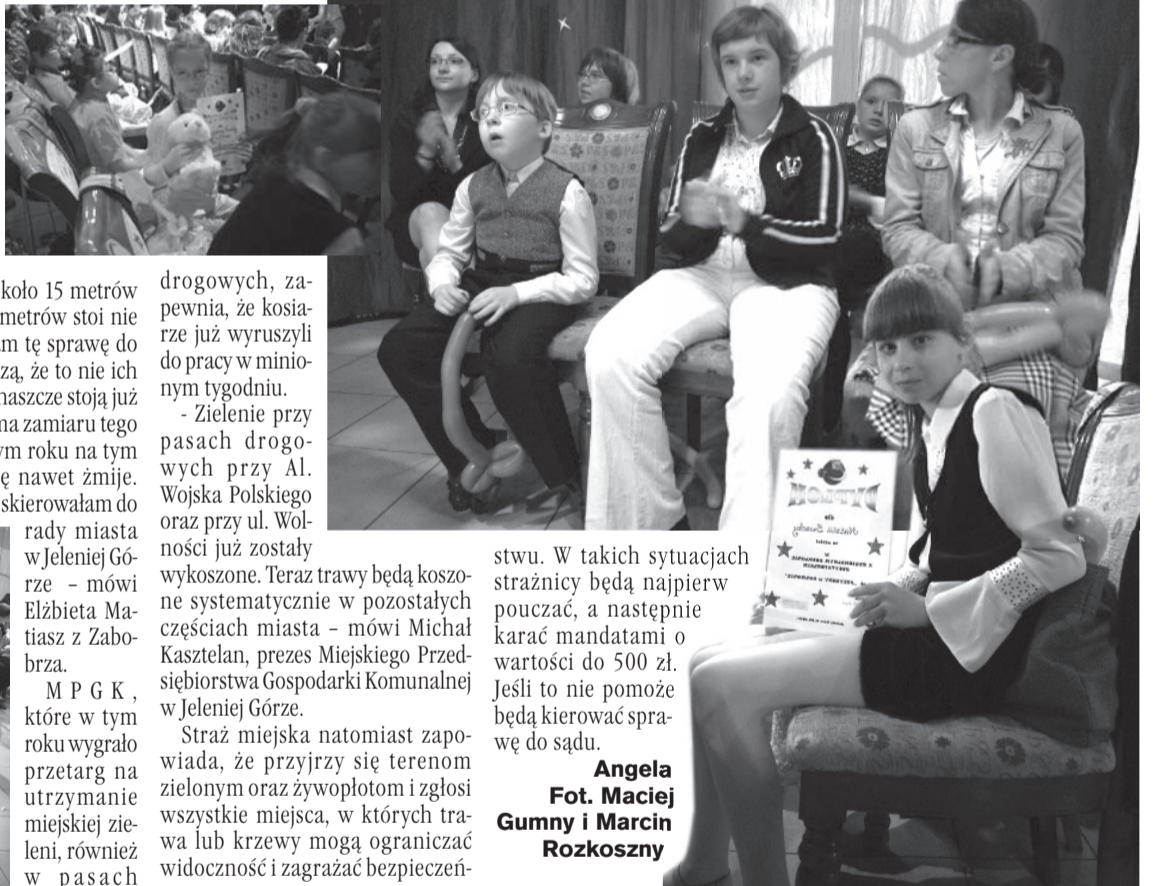 koło 15 metrów
metrów stoi nie
m tę sprawę do
zą, że to nie ich
naszcze stoją już
ma zamiaru tego
ym roku na tym
ę nawet żmije.
skierowałam do
rady miasta
w Jeleniej Gó-
rze – mówi
Elżbieta Ma-
tiasz z Zabo-
brza.
MPGK,
które w tym
roku wygrało
przetarg na
utrzymanie
miejskiej zie-
leni, również
w pasach
drogowych, za-
pewnia, że kosia-
rze już wyruszyli
do pracy w minio-
nym tygodniu.
- Zielenie przy
pasach drogo-
wych przy Al.
Wojska Polskiego
oraz przy ul. Wol-
ności już zostały
wykoszone. Teraz trawy będą koszo-
ne systematycznie w pozostałych
częściach miasta – mówi Michał
Kasztelan, prezes Miejskiego Przed-
siębiorstwa Gospodarki Komunalnej
w Jeleniej Górze.
Straż miejska natomiast zapo-
wiada, że przyjrzy się terenom
zielonym oraz żywopłotom i zgłosi
wszystkie miejsca, w których tra-
wa lub krzewy mogą ograniczać
widoczność i zagrażać bezpieczeń-
stwu. W takich sytuacjach
strażnicy będą najpierw
pouczać, a następnie
karać mandatami o
wartości do 500 zł.
Jeśli to nie pomoże
będą kierować spra-
wę do sądu.
Angela
Fot. Maciej
Gumny i Marcin
Rozkoszny
DYPLOM
dla